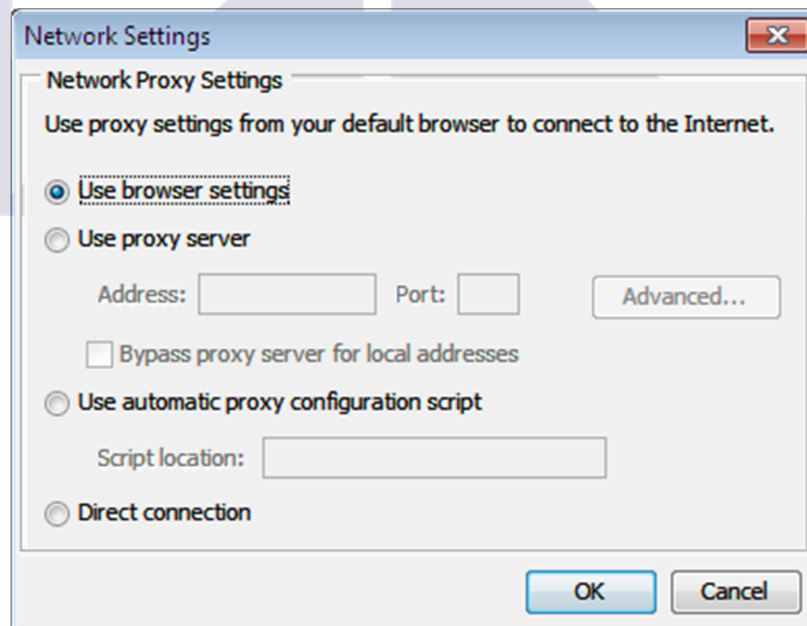 Network Settings
Network Proxy Settings
Use proxy settings from your default browser to connect to the Internet.
Use browser settings
Use proxy server
Address: Port: Advanced...
Bypass proxy server for local addresses
Use automatic proxy configuration script
Script location:
Direct connection
OK Cancel